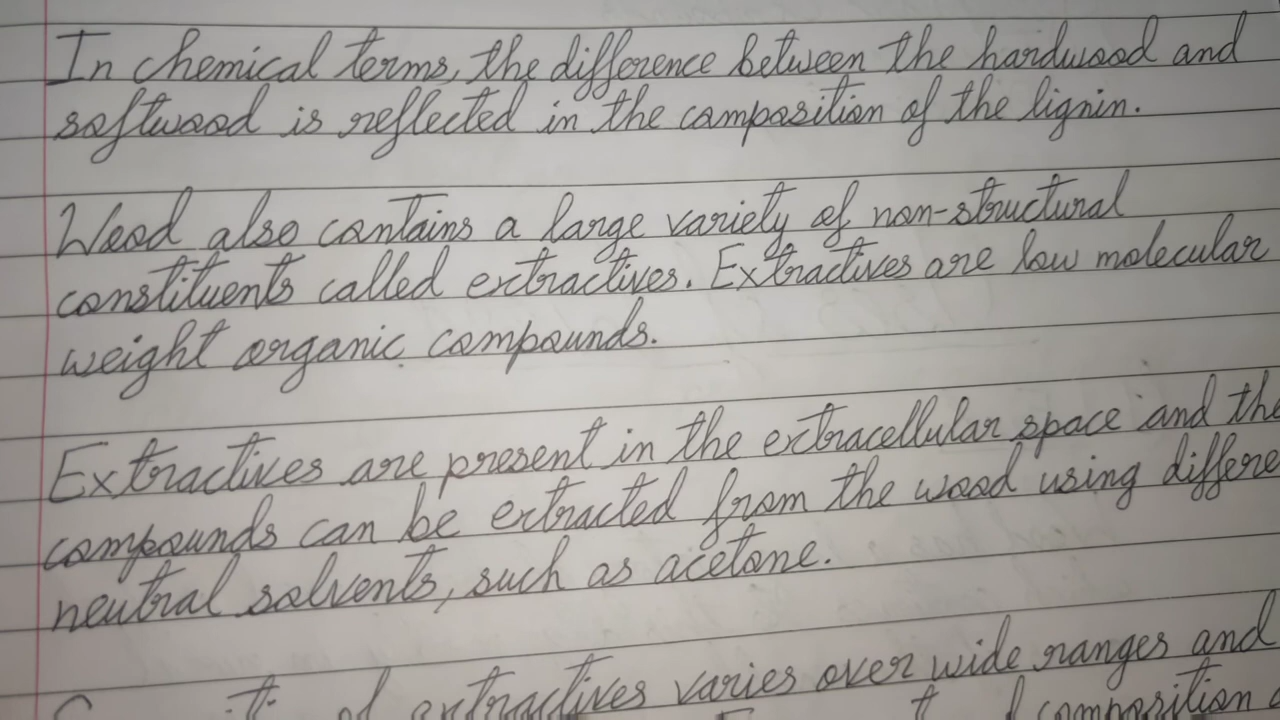 In chemical terms, the difference between the hardwood and
softwood is reflected in the composition of the lignin.
Wood also contains a large variety of non-structural
constituents called extractives. Extractives are low molecular
weight organic compounds.
Extractives are present in the extracellular space and the
compounds can be extracted from the wood using differe
neutral solvents, such as acetone.
of extractives varies over wide ranges and
composition